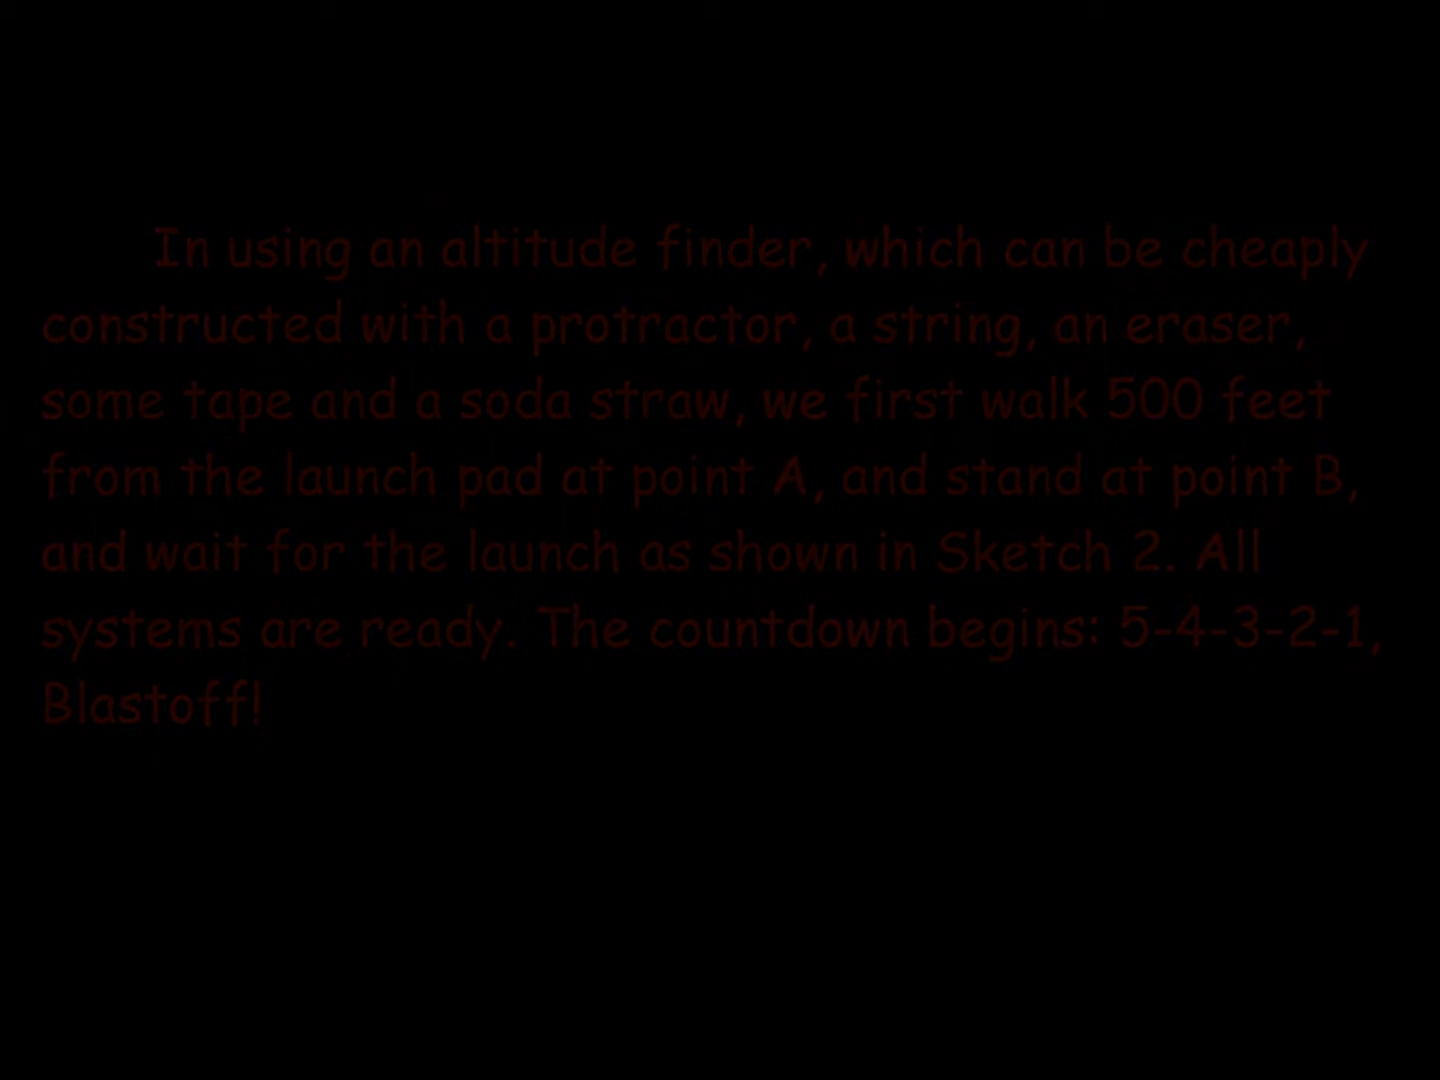 In using an altitude finder, which can be cheaply
constructed with a protractor, a string, an eraser,
some tape and a soda straw, we first walk 500 feet
from the launch pad at point A, and stand at point B,
and wait for the launch as shown in Sketch 2. All
systems are ready. The countdown begins: 5-4-3-2-1,
Blastoff!